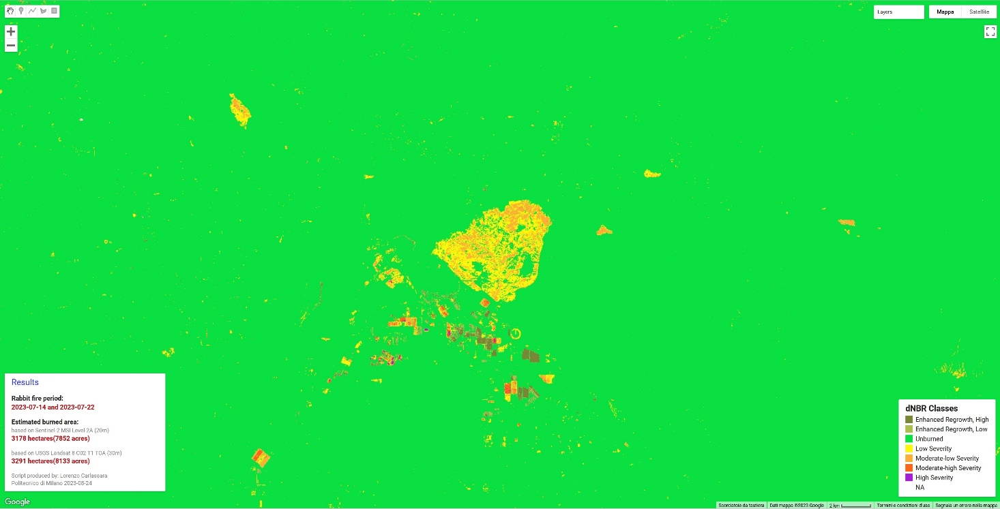 Layers
Mappa
Satellite
Results
Rabbit fire period:
2023-07-14 and 2023-07-22
Estimated burned area:
based on Sentinel-2 MSI Level-2A (20m)
3178 hectares(7852 acres)
based on USGS Landsat 8 C02 T1 TOA (30m)
3291 hectares(8133 acres)
Script produced by: Lorenzo Carlassara
Politecnico di Milano 2023-08-24
dNBR Classes
Enhanced Regrowth, High
Enhanced Regrowth, Low
Unburned
Low Severity
Moderate-low Severity
Moderate-high Severity
High Severity
NA
Google
Scorciatoie da tastiera
Dati mappa ©2023 Google
2 km
Termini e condizioni d'uso
Segnala un errore nella mappa